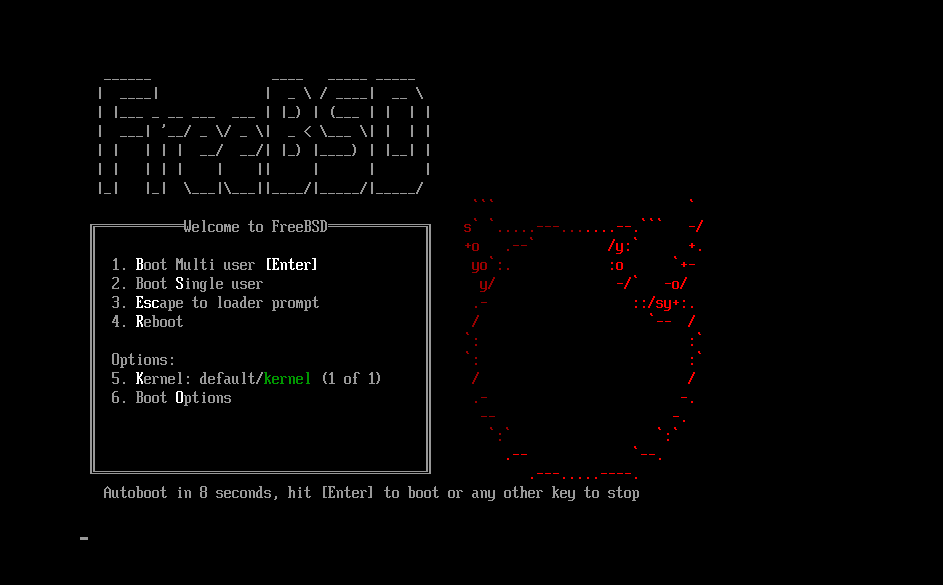 FreeBSD
Welcome to FreeBSD
1. Boot Multi user [Enter]
2. Boot Single user
3. Escape to loader prompt
4. Reboot
Options:
5. Kernel: default/kernel (1 of 1)
6. Boot Options
Autoboot in 8 seconds, hit [Enter] to boot or any other key to stop